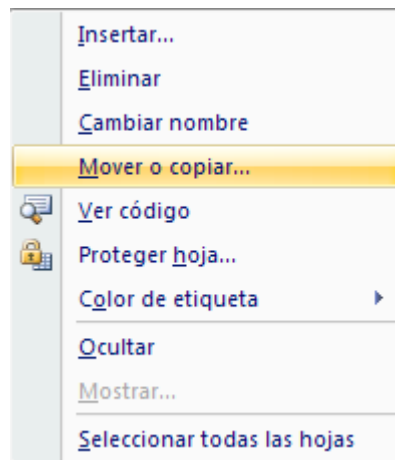 Insertar...
Eliminar
Cambiar nombre
Mover o copiar...
Ver código
Proteger hoja...
Color de etiqueta
Ocultar
Mostrar...
Seleccionar todas las hojas